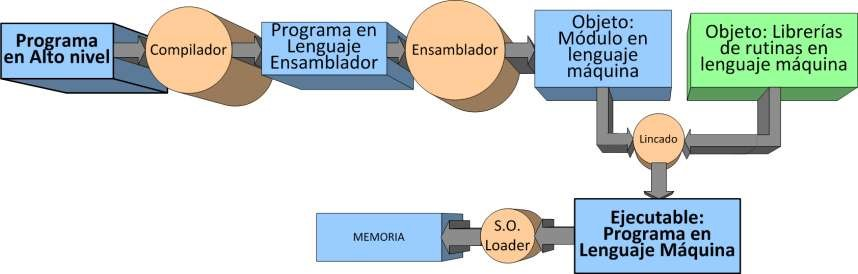 Programa
en Alto nivel
Compilador
Programa en
Lenguaje
Ensamblador
Ensamblador
Objeto:
Módulo en
lenguaje
máquina
Objeto: Librerías
de rutinas en
lenguaje máquina
Lincado
Ejecutable:
Programa en
Lenguaje Máquina
S.O.
Loader
MEMORIA